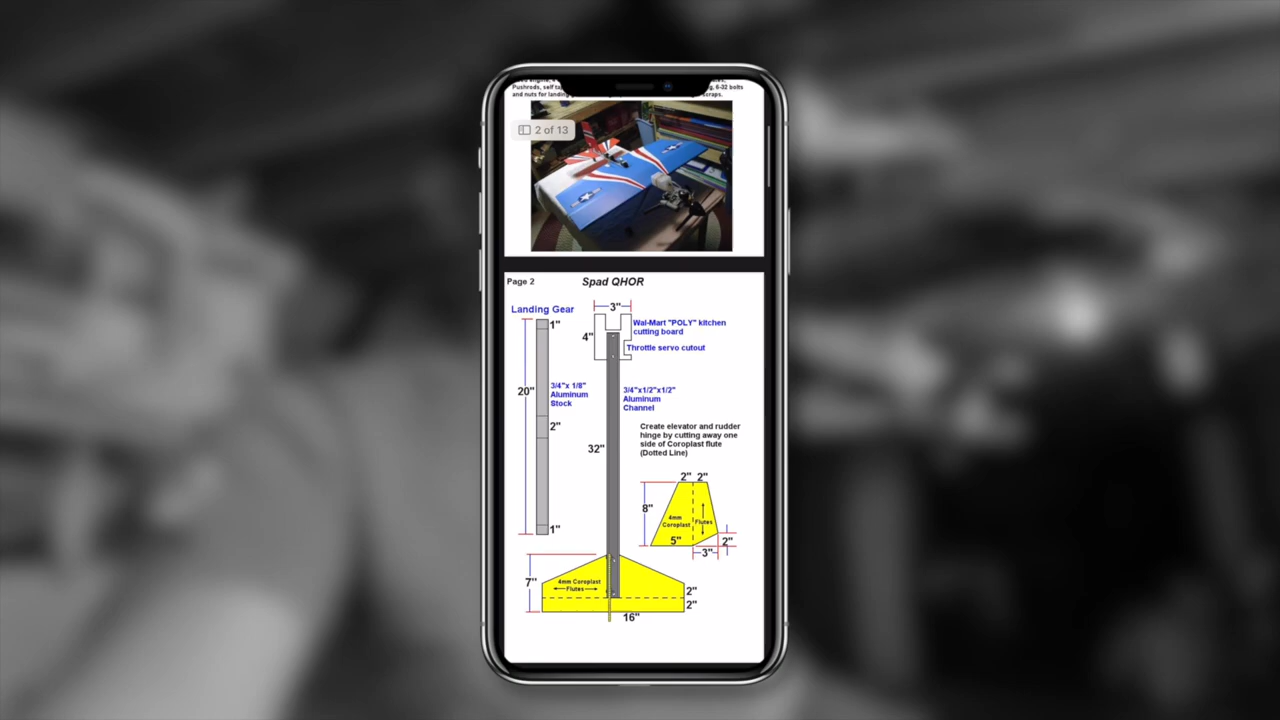 Pushrods, self
6-32 bolts
and nuts for landing
scraps.
2 of 13
Page 2
Spad QHOR
Landing Gear
3"
1"
Wal-Mart "POLY" kitchen
cutting board
4"
Throttle servo cutout
20"
3/4"x 1/8"
Aluminum
Stock
3/4"x1/2"x1/2"
Aluminum
Channel
2"
Create elevator and rudder
hinge by cutting away one
side of Coroplast flute
(Dotted Line)
32"
2" 2"
8"
4mm
Coroplast
Flutes
1"
5"
2"
3"
7"
4mm Coroplast
Flutes
2"
2"
16"